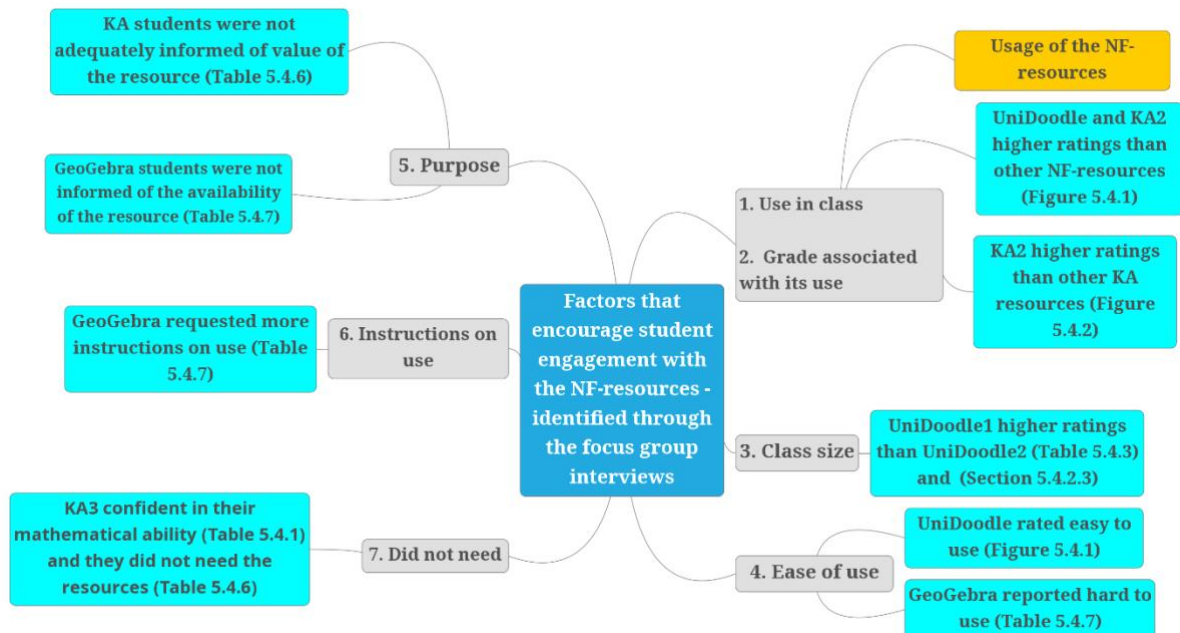 Factors that
encourage student
engagement with
the NF-resources -
identified through
the focus group
interviews
1. Use in class
2. Grade associated
with its use
Usage of the NF-
resources
UniDoodle and KA2
higher ratings than
other NF-resources
(Figure 5.4.1)
KA2 higher ratings
than other KA
resources (Figure
5.4.2)
3. Class size
UniDoodle1 higher ratings
than UniDoodle2 (Table 5.4.3)
and (Section 5.4.2.3)
4. Ease of use
UniDoodle rated easy to
use (Figure 5.4.1)
GeoGebra reported hard to
use (Table 5.4.7)
5. Purpose
KA students were not
adequately informed of value of
the resource (Table 5.4.6)
GeoGebra students were not
informed of the availability
of the resource (Table 5.4.7)
6. Instructions on
use
GeoGebra requested more
instructions on use (Table
5.4.7)
7. Did not need
KA3 confident in their
mathematical ability (Table 5.4.1)
and they did not need the
resources (Table 5.4.6)